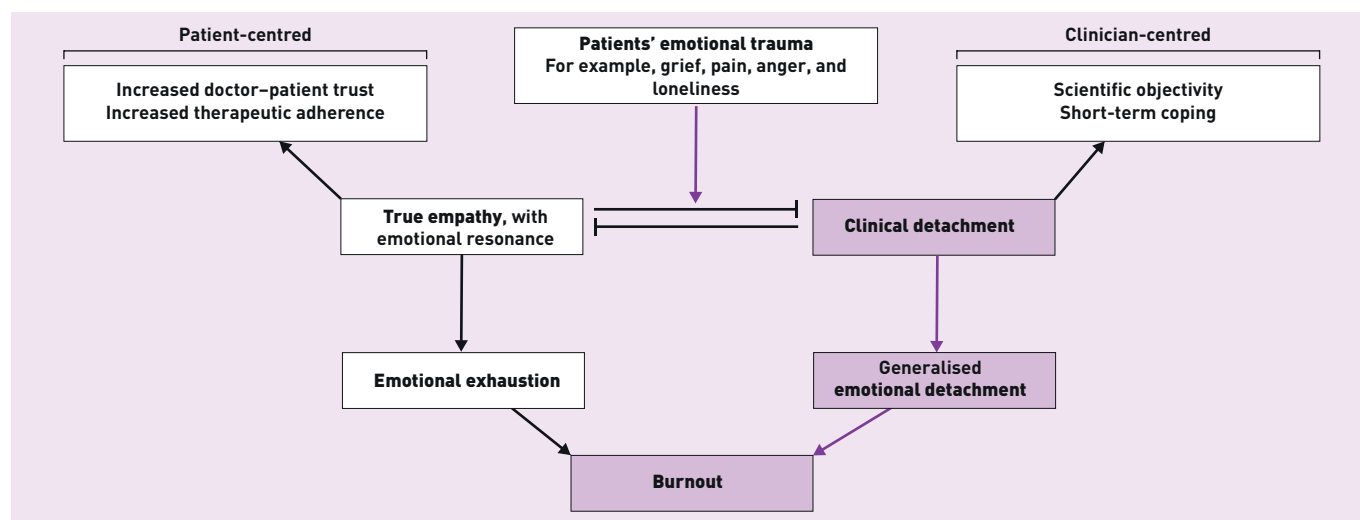 Patient-centred
Increased doctor–patient trust
Increased therapeutic adherence
Patients’ emotional trauma
For example, grief, pain, anger, and
loneliness
Clinician-centred
Scientific objectivity
Short-term coping
True empathy, with
emotional resonance
Clinical detachment
Emotional exhaustion
Generalised
emotional detachment
Burnout